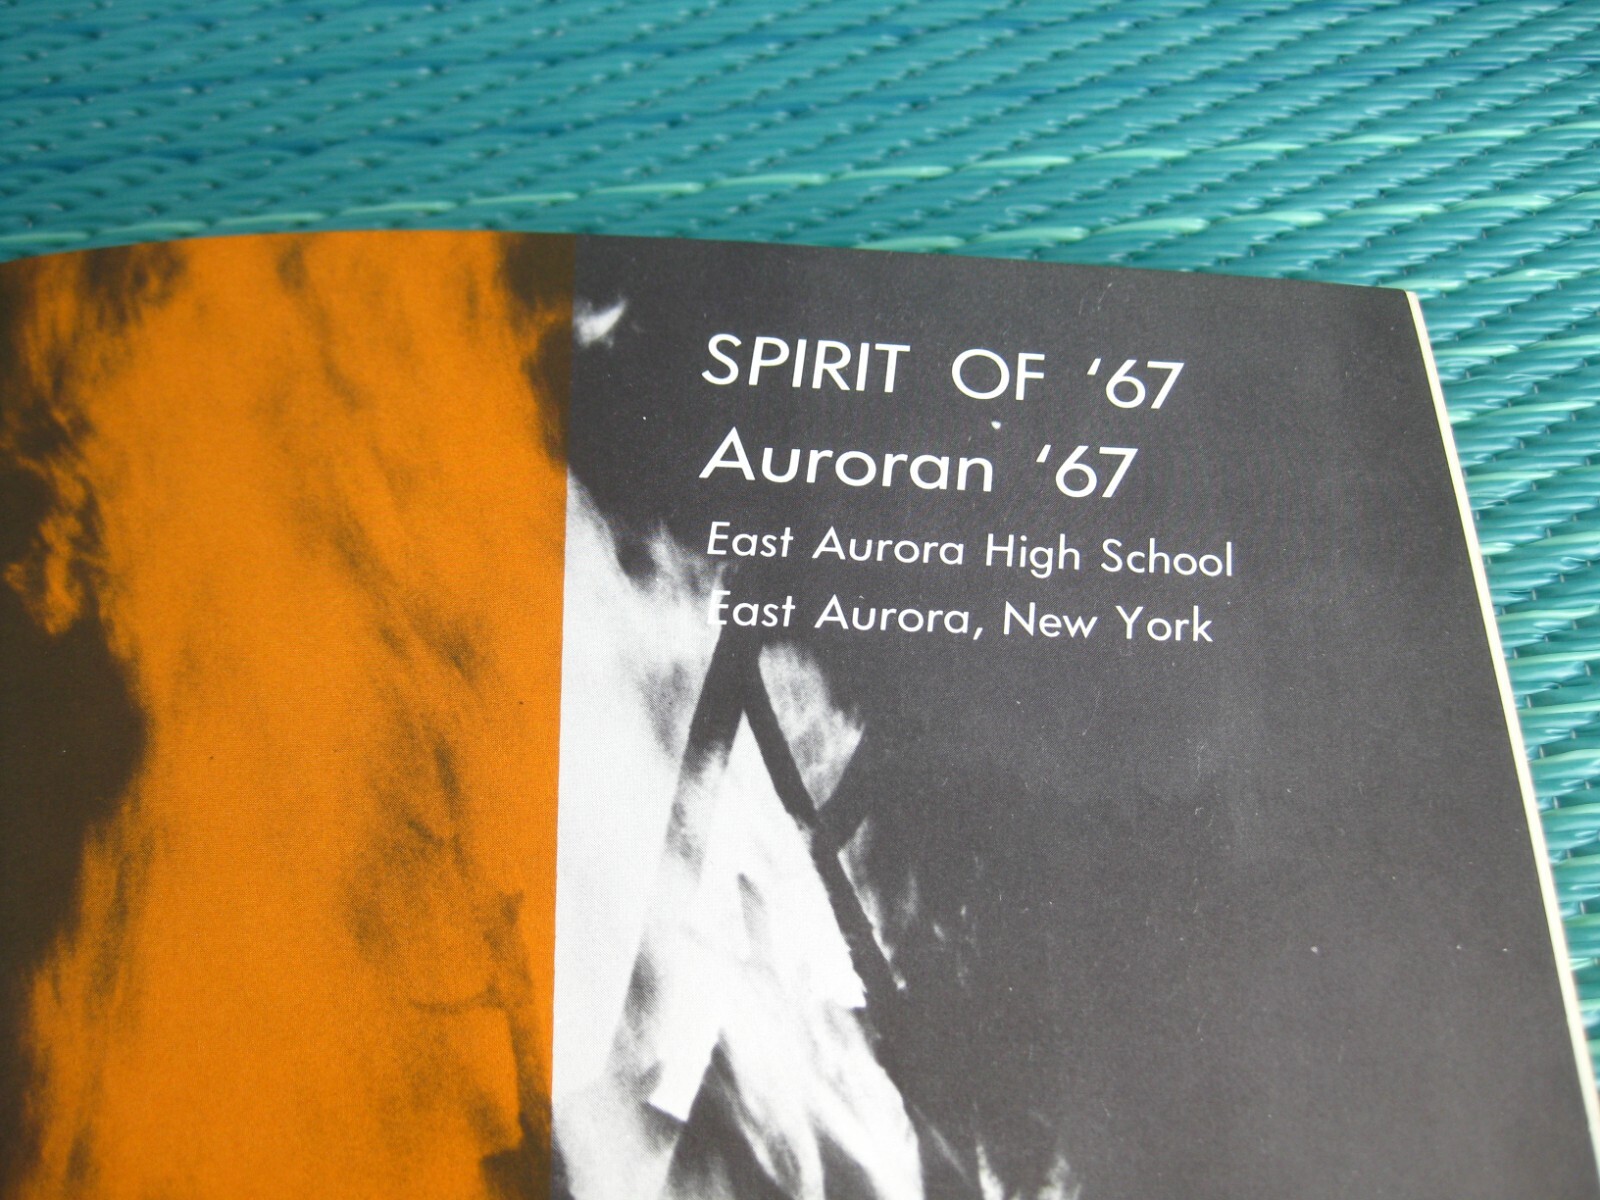 SPIRIT OF ‘67
Auroran ‘67
East Aurora High School
East Aurora, New York